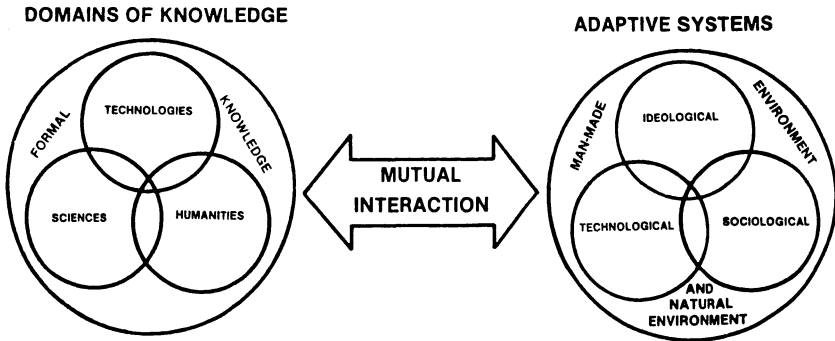 DOMAINS OF KNOWLEDGE
FORMAL
KNOWLEDGE
TECHNOLOGIES
SCIENCES
HUMANITIES
MUTUAL
INTERACTION
ADAPTIVE SYSTEMS
MAN-MADE
ENVIRONMENT
IDEOLOGICAL
TECHNOLOGICAL
SOCIOLOGICAL
AND
NATURAL
ENVIRONMENT